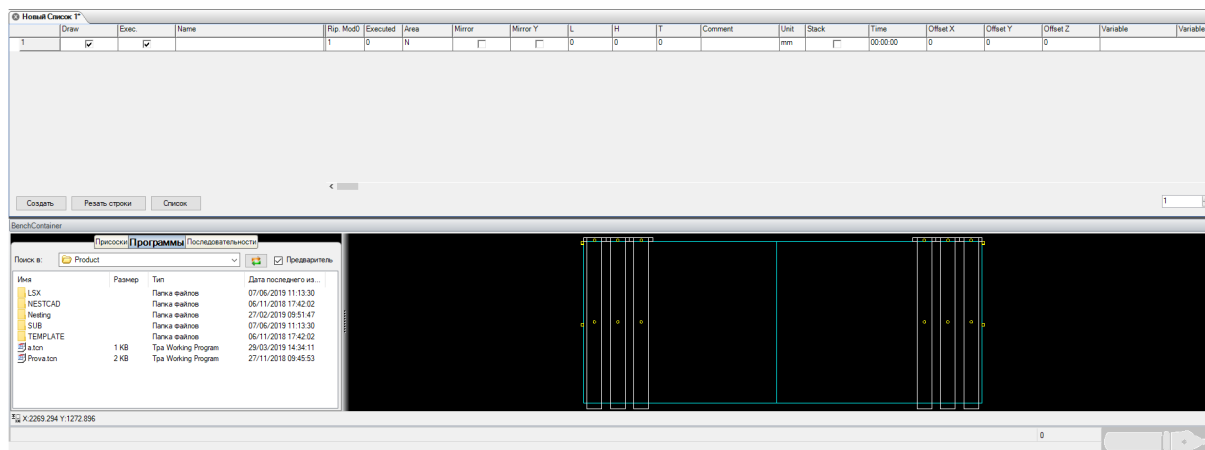 Новый Список 1*
Draw Exec. Name Rip. Mod0 Executed Area Mirror Mirror Y L H T Comment Unit Stack Time Offset X Offset Y Offset Z Variable Variable
1 1 0 N 0 0 0 mm 00:00:00 0 0 0
Создать Резать строки Список 1
BenchContainer
Присоски Программы Последовательности
Поиск в: Product Предваритель
Имя Размер Тип Дата последнего из...
LSX Папка файлов 07/06/2019 11:13:30
NESTCAD Папка файлов 06/11/2018 17:42:02
Nesting Папка файлов 27/02/2019 09:51:47
SUB Папка файлов 07/06/2019 11:13:30
TEMPLATE Папка файлов 06/11/2018 17:42:02
a.tcn 1 KB Tpa Working Program 29/03/2019 14:34:11
Prova.tcn 2 KB Tpa Working Program 27/11/2018 09:45:53
X:2269.294 Y:1272.896
0